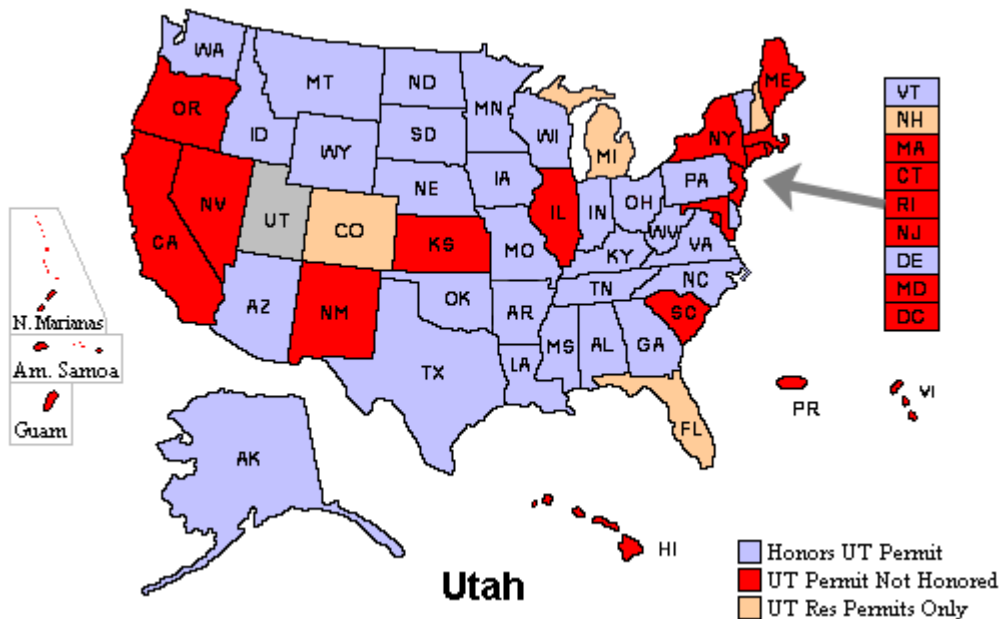 WA
MT
ND
MN
ME
OR
ID
SD
WI
NY
WY
MI
IA
PA
NE
NV
UT
CO
IL
IN
OH
CA
KS
MO
WV
VA
KY
AZ
NM
OK
AR
TN
NC
SC
TX
LA
MS
AL
GA
FL
AK
HI
VT
NH
MA
CT
RI
NJ
DE
MD
DC
N. Marianas
Am. Samoa
Guam
PR
VI
Honors UT Permit
UT Permit Not Honored
UT Res Permits Only
Utah